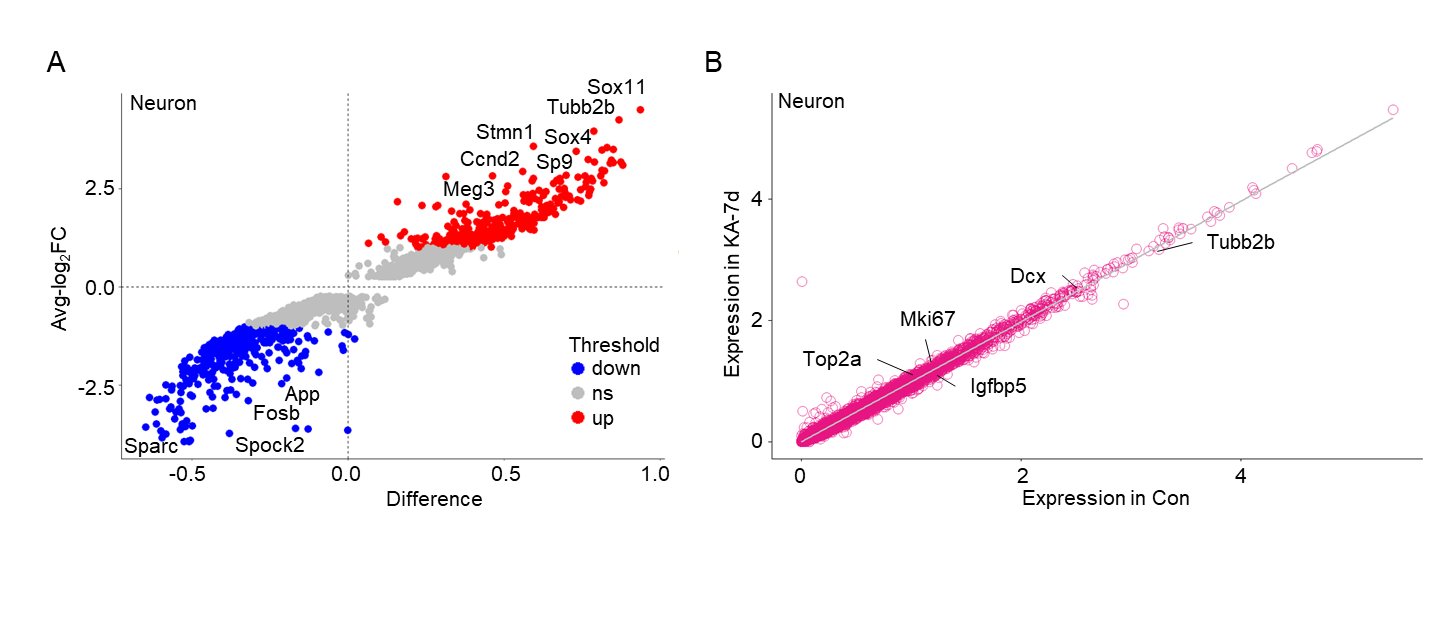 A
Neuron
Sox11
Tubb2b
Stmn1
Sox4
Ccnd2
Sp9
Meg3
2.5
0.0
-2.5
Avg-log₂FC
Threshold
down
ns
up
App
Fosb
Sparc
Spock2
-0.5
0.0
0.5
1.0
Difference
B
Neuron
4
2
0
Expression in KA-7d
Tubb2b
Dcx
Mki67
Top2a
Igfbp5
0
2
4
Expression in Con